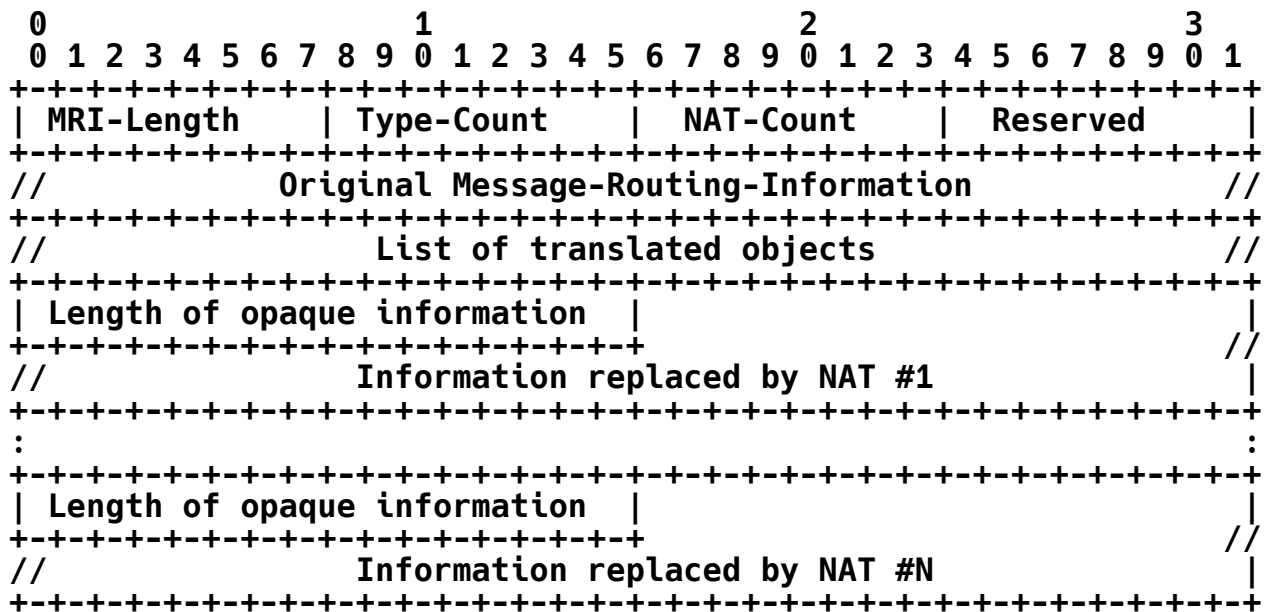 0                   1                   2                   3
 0 1 2 3 4 5 6 7 8 9 0 1 2 3 4 5 6 7 8 9 0 1 2 3 4 5 6 7 8 9 0 1
+-+-+-+-+-+-+-+-+-+-+-+-+-+-+-+-+-+-+-+-+-+-+-+-+-+-+-+-+-+-+-+-+
| MRI-Length    | Type-Count    |  NAT-Count    |  Reserved     |
+-+-+-+-+-+-+-+-+-+-+-+-+-+-+-+-+-+-+-+-+-+-+-+-+-+-+-+-+-+-+-+-+
//            Original Message-Routing-Information             //
+-+-+-+-+-+-+-+-+-+-+-+-+-+-+-+-+-+-+-+-+-+-+-+-+-+-+-+-+-+-+-+-+
//                 List of translated objects                  //
+-+-+-+-+-+-+-+-+-+-+-+-+-+-+-+-+-+-+-+-+-+-+-+-+-+-+-+-+-+-+-+-+
| Length of opaque information  |                               |
+-+-+-+-+-+-+-+-+-+-+-+-+-+-+-+-+                              //
//                Information replaced by NAT #1                |
+-+-+-+-+-+-+-+-+-+-+-+-+-+-+-+-+-+-+-+-+-+-+-+-+-+-+-+-+-+-+-+-+
:                                                               :
+-+-+-+-+-+-+-+-+-+-+-+-+-+-+-+-+-+-+-+-+-+-+-+-+-+-+-+-+-+-+-+-+
| Length of opaque information  |                               |
+-+-+-+-+-+-+-+-+-+-+-+-+-+-+-+-+                              //
//                Information replaced by NAT #N                |
+-+-+-+-+-+-+-+-+-+-+-+-+-+-+-+-+-+-+-+-+-+-+-+-+-+-+-+-+-+-+-+-+